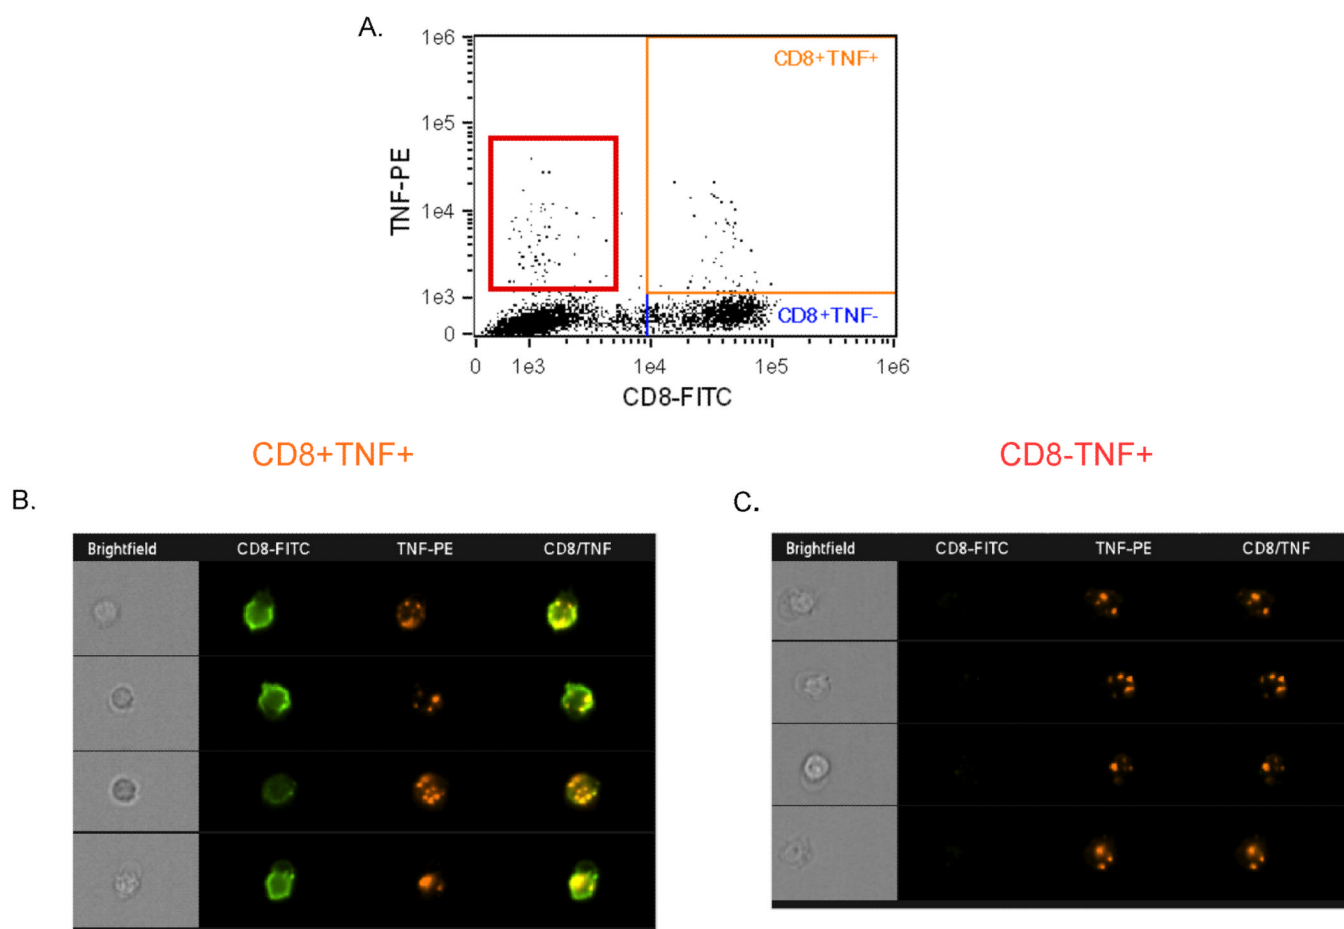 A.
1e6
1e5
1e4
1e3
0
TNF-PE
CD8+TNF+
CD8+TNF-
0 1e3 1e4 1e5 1e6
CD8-FITC
CD8+TNF+
CD8-TNF+
B.
Brightfield CD8-FITC TNF-PE CD8/TNF
C.
Brightfield CD8-FITC TNF-PE CD8/TNF